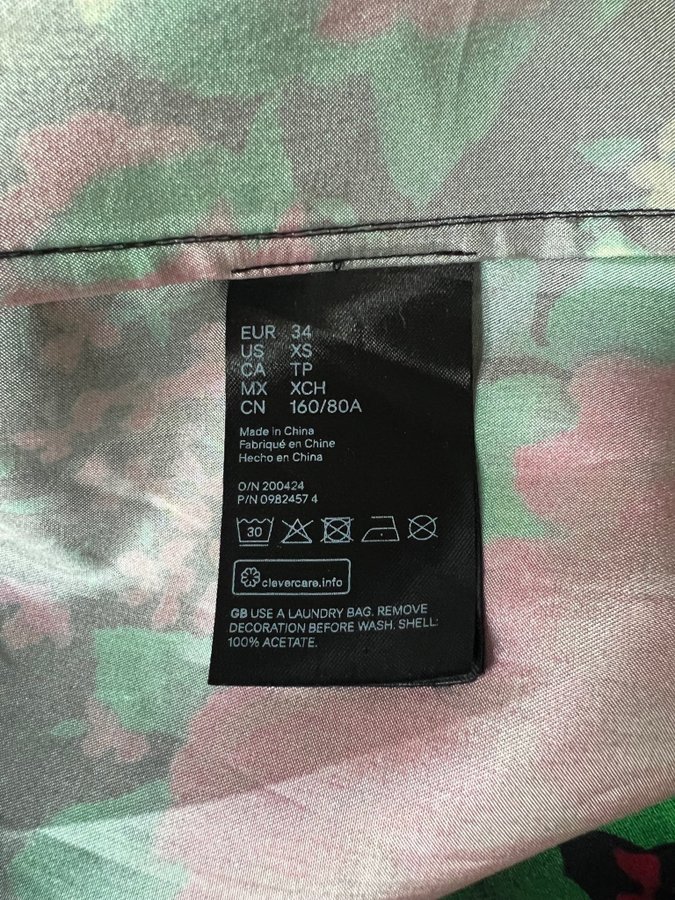 EUR 34
US XS
CA TP
MX XCH
CN 160/80A
Made in China
Fabriqué en Chine
Hecho en China
O/N 200424
P/N 0982457 4
30
clevercare.info
GB USE A LAUNDRY BAG. REMOVE
DECORATION BEFORE WASH. SHELL:
100% ACETATE.